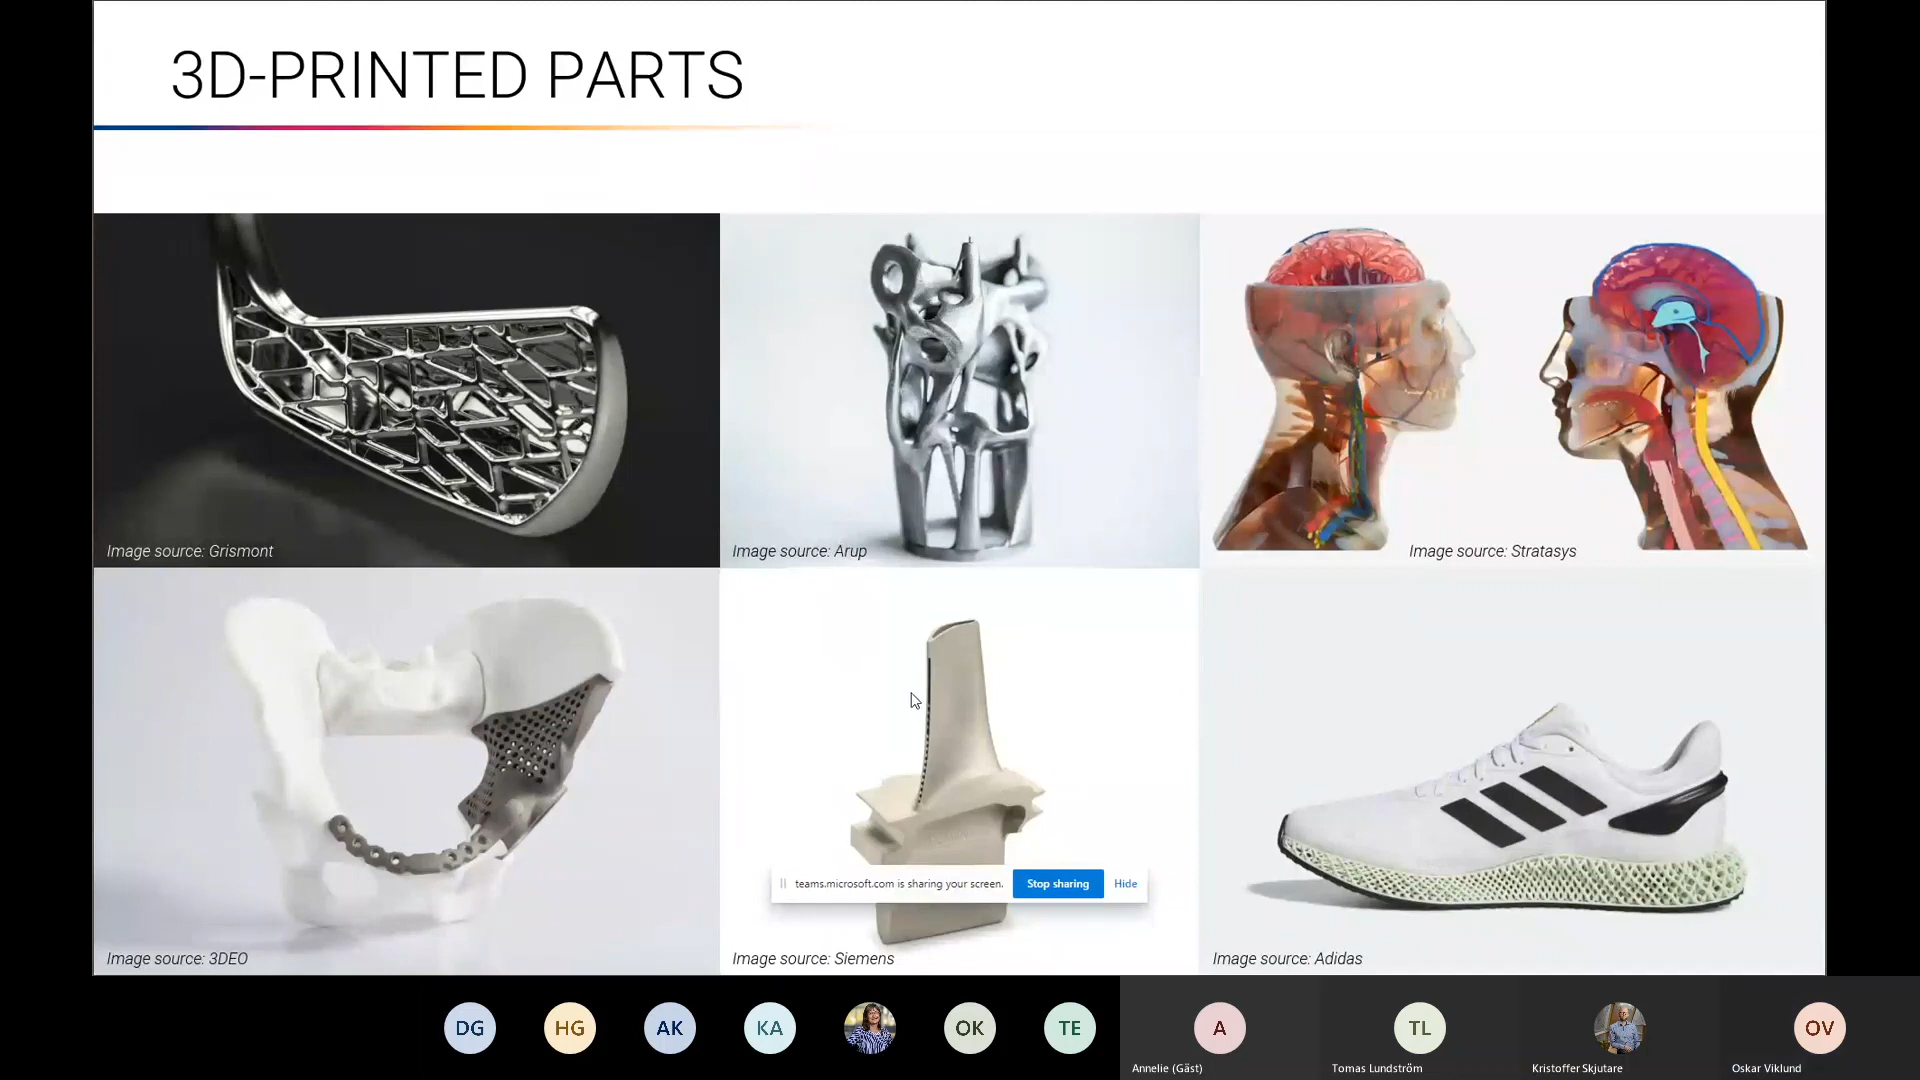 3D-PRINTED PARTS
Image source: Grismont
Image source: Arup
Image source: Stratasys
Image source: 3DEO
Image source: Siemens
Image source: Adidas
teams.microsoft.com is sharing your screen.
Stop sharing
Hide
DG
HG
AK
KA
OK
TE
A
TL
OV
Annelie (Gäst)
Tomas Lundström
Kristoffer Skjutare
Oskar Viklund